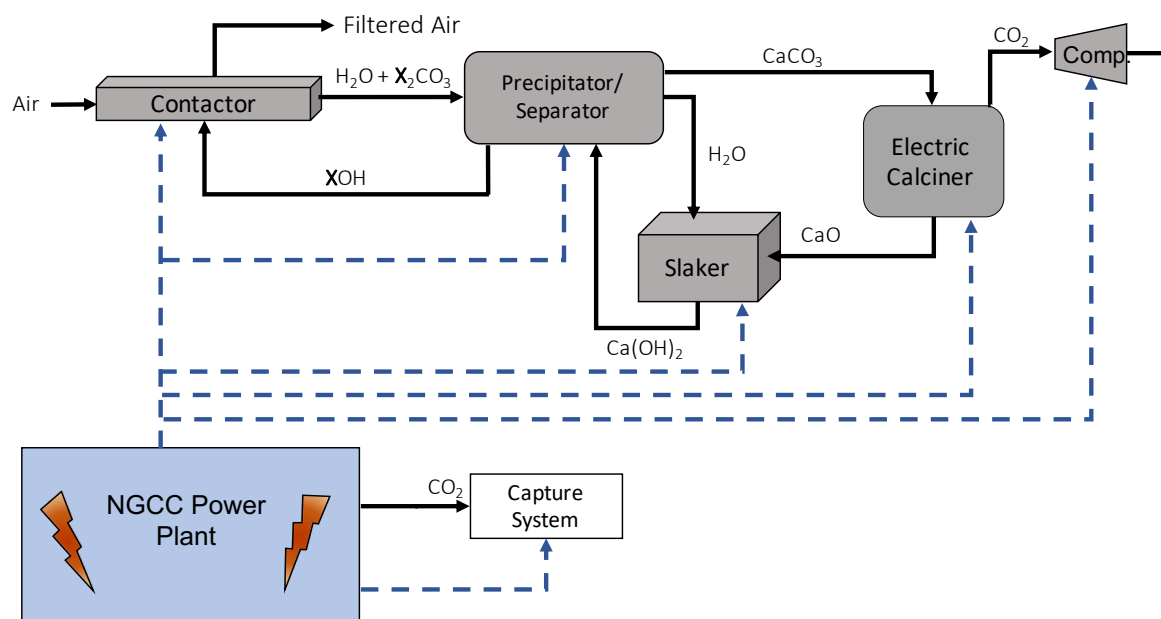 Filtered Air
CO₂
Comp.
H₂O + X₂CO₃
Precipitator/
Separator
CaCO₃
Air
Contactor
Electric
Calciner
H₂O
XOH
CaO
Slaker
Ca(OH)₂
NGCC Power
Plant
CO₂
Capture
System